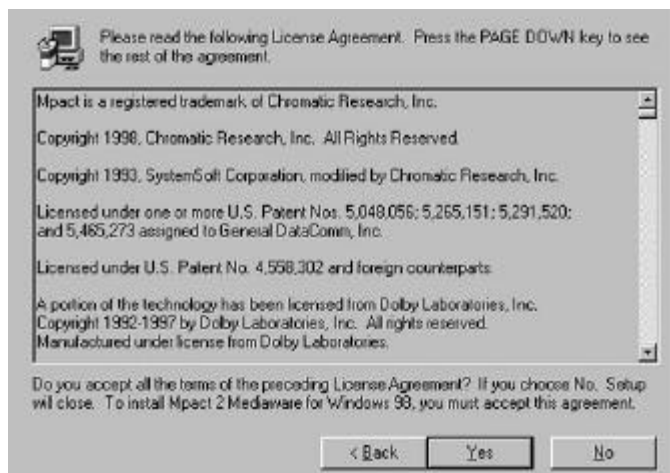 Please read the following License Agreement. Press the PAGE DOWN key to see
the rest of the agreement.
Mpact is a registered trademark of Chromatic Research, Inc.
Copyright 1998, Chromatic Research, Inc. All Rights Reserved.
Copyright 1993, SystemSoft Corporation, modified by Chromatic Research, Inc.
Licensed under one or more U.S. Patent Nos. 5,048,056; 5,265,151; 5,291,520;
and 5,465,273 assigned to General DataComm, Inc.
Licensed under U.S. Patent No. 4,558,302 and foreign counterparts.
A portion of the technology has been licensed from Dolby Laboratories, Inc.
Copyright 1992-1997 by Dolby Laboratories, Inc. All rights reserved.
Manufactured under license from Dolby Laboratories.
Do you accept all the terms of the preceding License Agreement? If you choose No, Setup
will close. To install Mpact 2 Mediaware for Windows 98, you must accept this agreement.
< Back Yes No